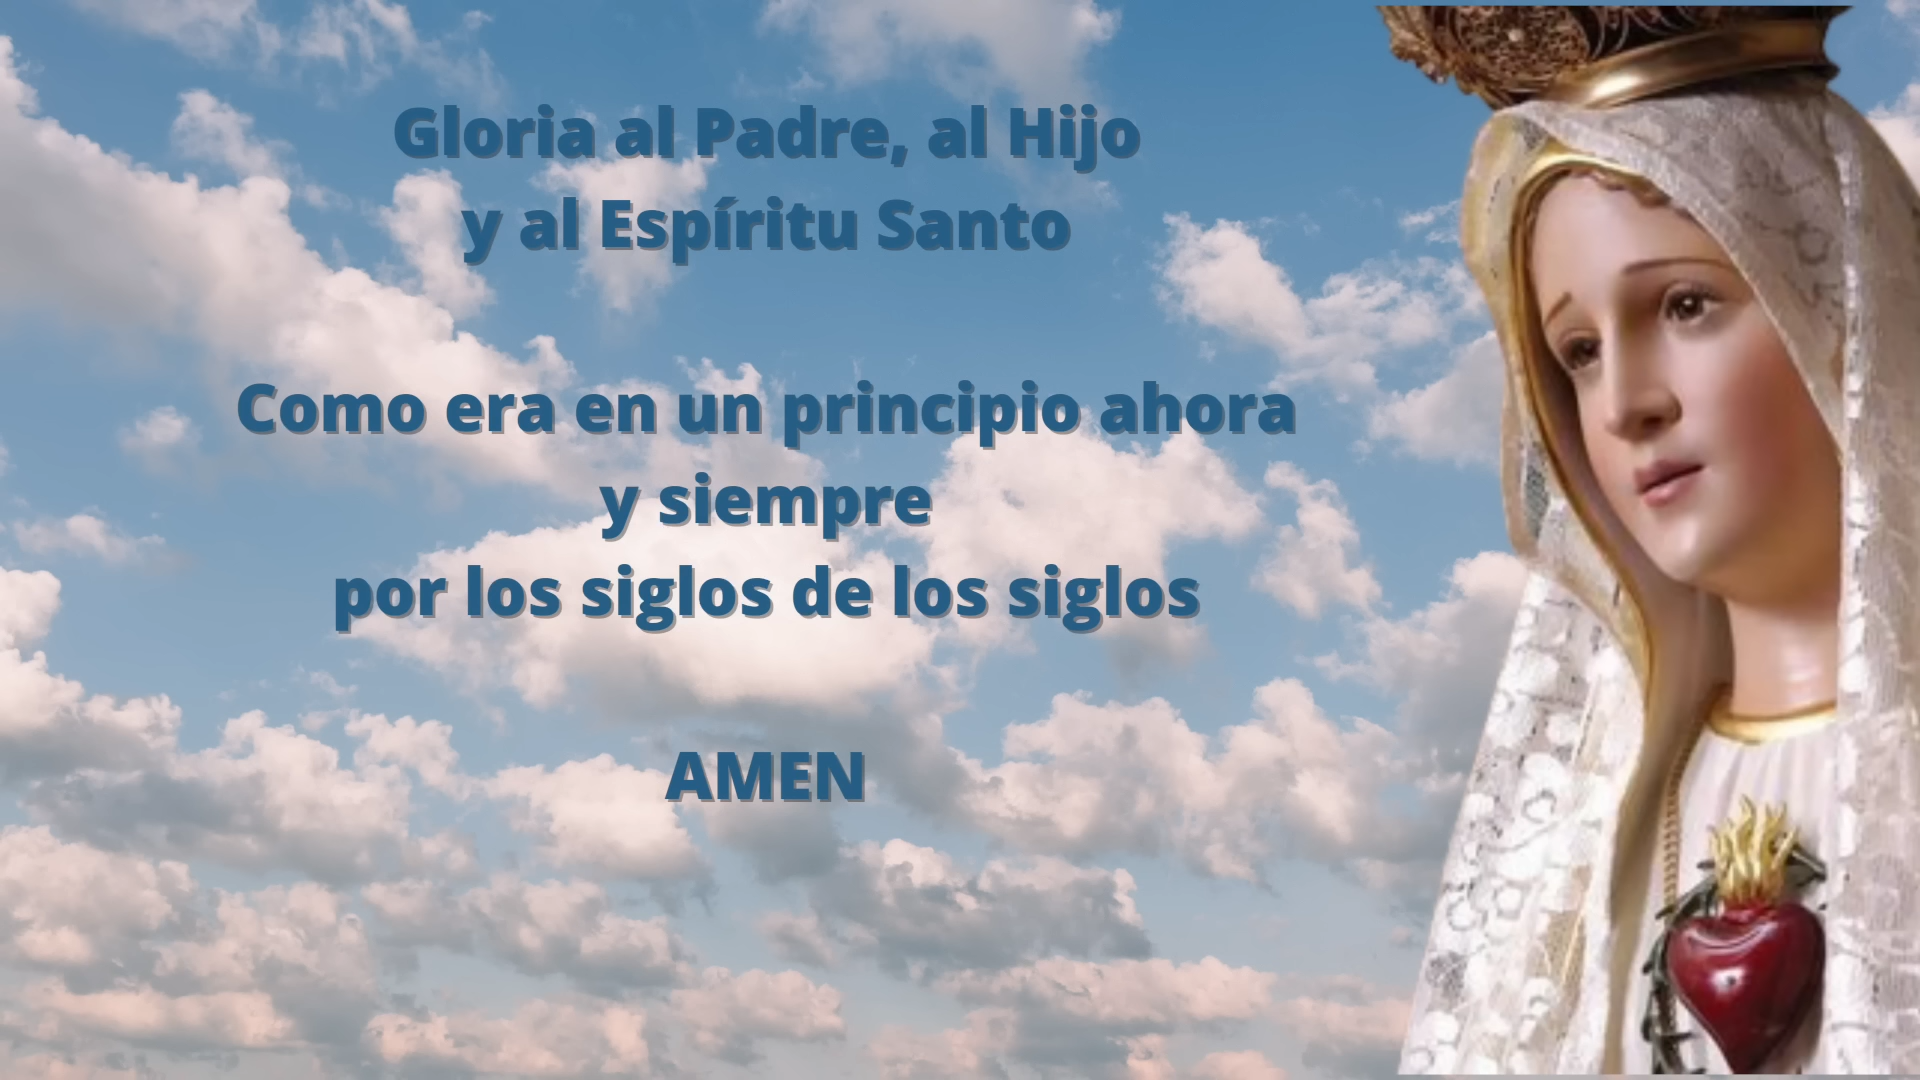 Gloria al Padre, al Hijo
y al Espíritu Santo
Como era en un principio ahora
y siempre
por los siglos de los siglos
AMEN